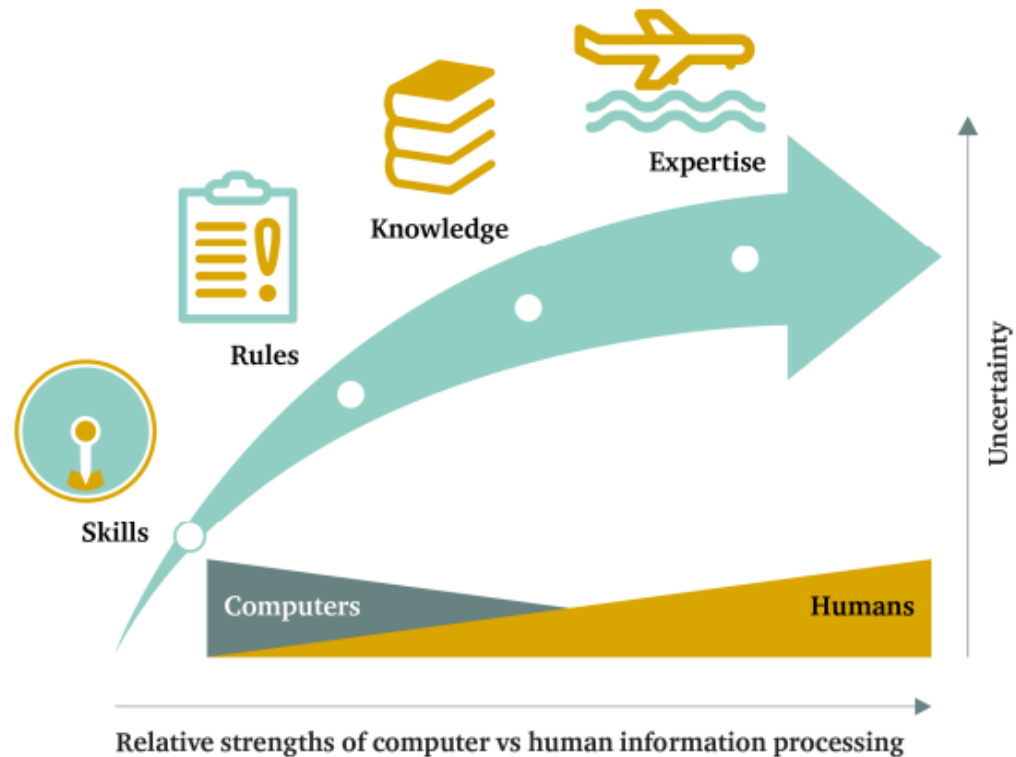 Expertise
Knowledge
Rules
Skills
Uncertainty
Computers
Humans
Relative strengths of computer vs human information processing